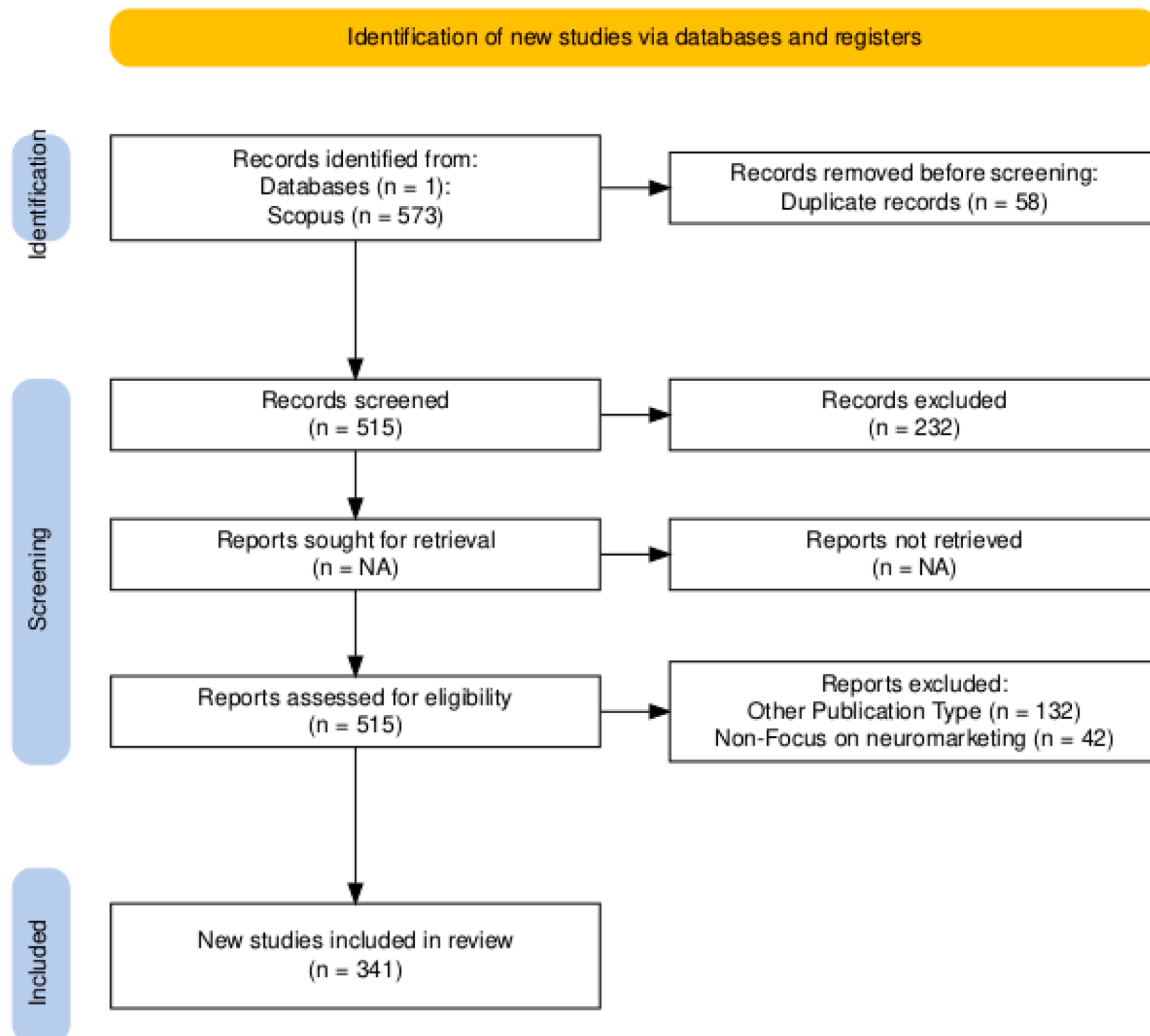 Identification of new studies via databases and registers
Identification
Records identified from:
Databases (n = 1):
Scopus (n = 573)
Records removed before screening:
Duplicate records (n = 58)
Screening
Records screened
(n = 515)
Records excluded
(n = 232)
Reports sought for retrieval
(n = NA)
Reports not retrieved
(n = NA)
Reports assessed for eligibility
(n = 515)
Reports excluded:
Other Publication Type (n = 132)
Non-Focus on neuromarketing (n = 42)
Included
New studies included in review
(n = 341)